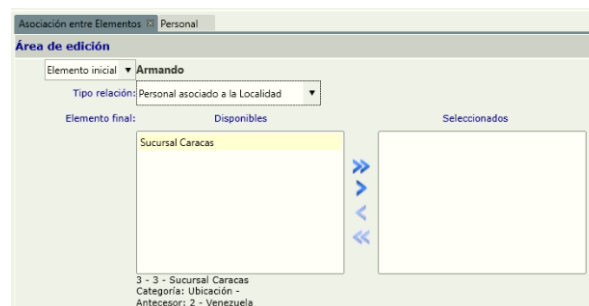 Asociación entre Elementos Personal
Área de edición
Elemento inicial Armando
Tipo relación: Personal asociado a la Localidad
Elemento final: Disponibles Seleccionados
Sucursal Caracas
3 - 3 - Sucursal Caracas
Categoría: Ubicación -
Antecesor: 2 - Venezuela